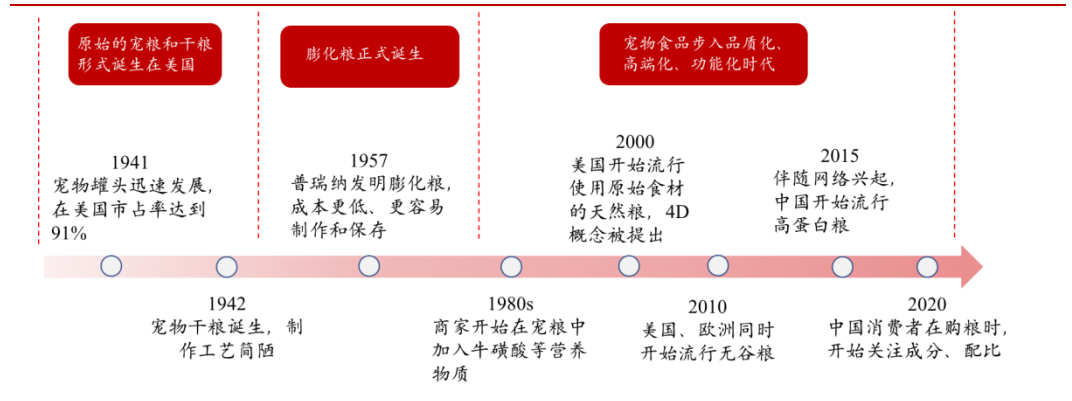 原始的宠粮和干粮
形式诞生在美国
膨化粮正式诞生
宠物食品步入品质化、
高端化、功能化时代
1941
宠物罐头迅速发展，
在美国市占率达到
91%
1957
普瑞纳发明膨化粮，
成本更低、更容易
制作和保存
2000
美国开始流行
使用原始食材
的天然粮，4D
概念被提出
2015
伴随网络兴起，
中国开始流行
高蛋白粮
1942
宠物干粮诞生，制
作工艺简陋
1980s
商家开始在宠粮中
加入牛磺酸等营养
物质
2010
美国、欧洲同时
开始流行无谷粮
2020
中国消费者在购粮时，
开始关注成分、配比